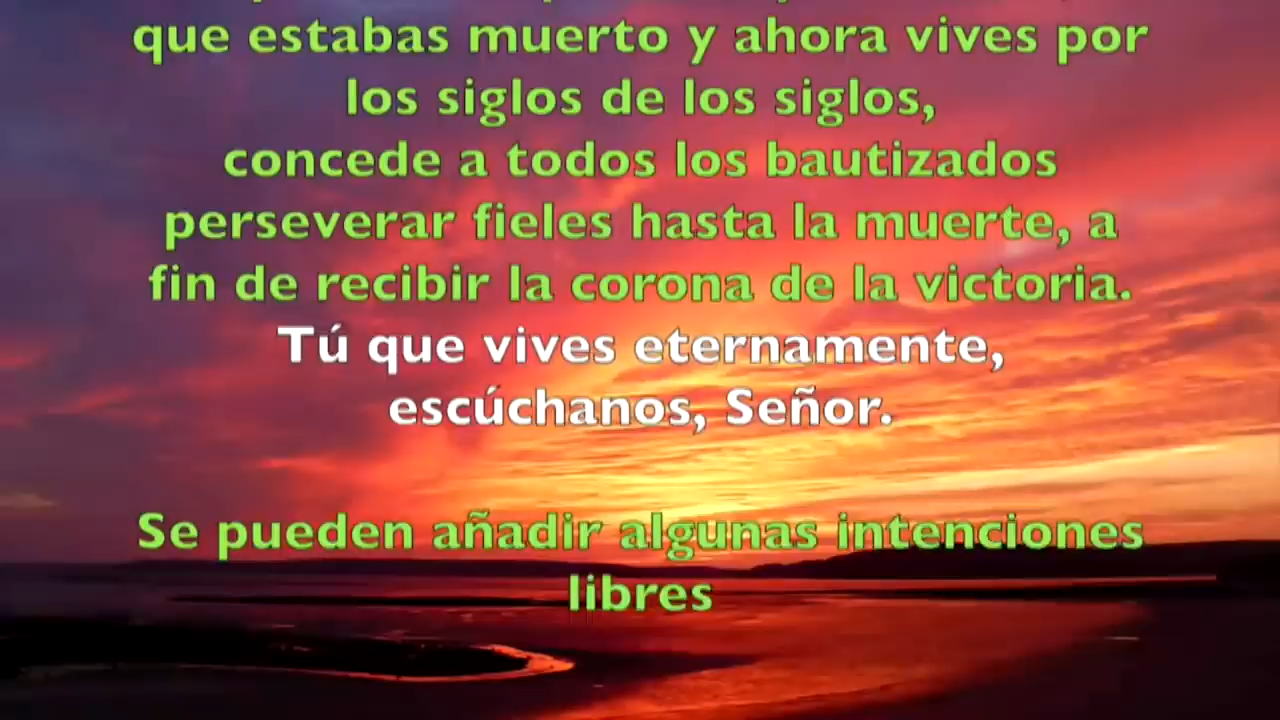 que estabas muerto y ahora vives por
los siglos de los siglos,
concede a todos los bautizados
perseverar fieles hasta la muerte, a
fin de recibir la corona de la victoria.
Tú que vives eternamente,
escúchanos, Señor.
Se pueden añadir algunas intenciones
libres